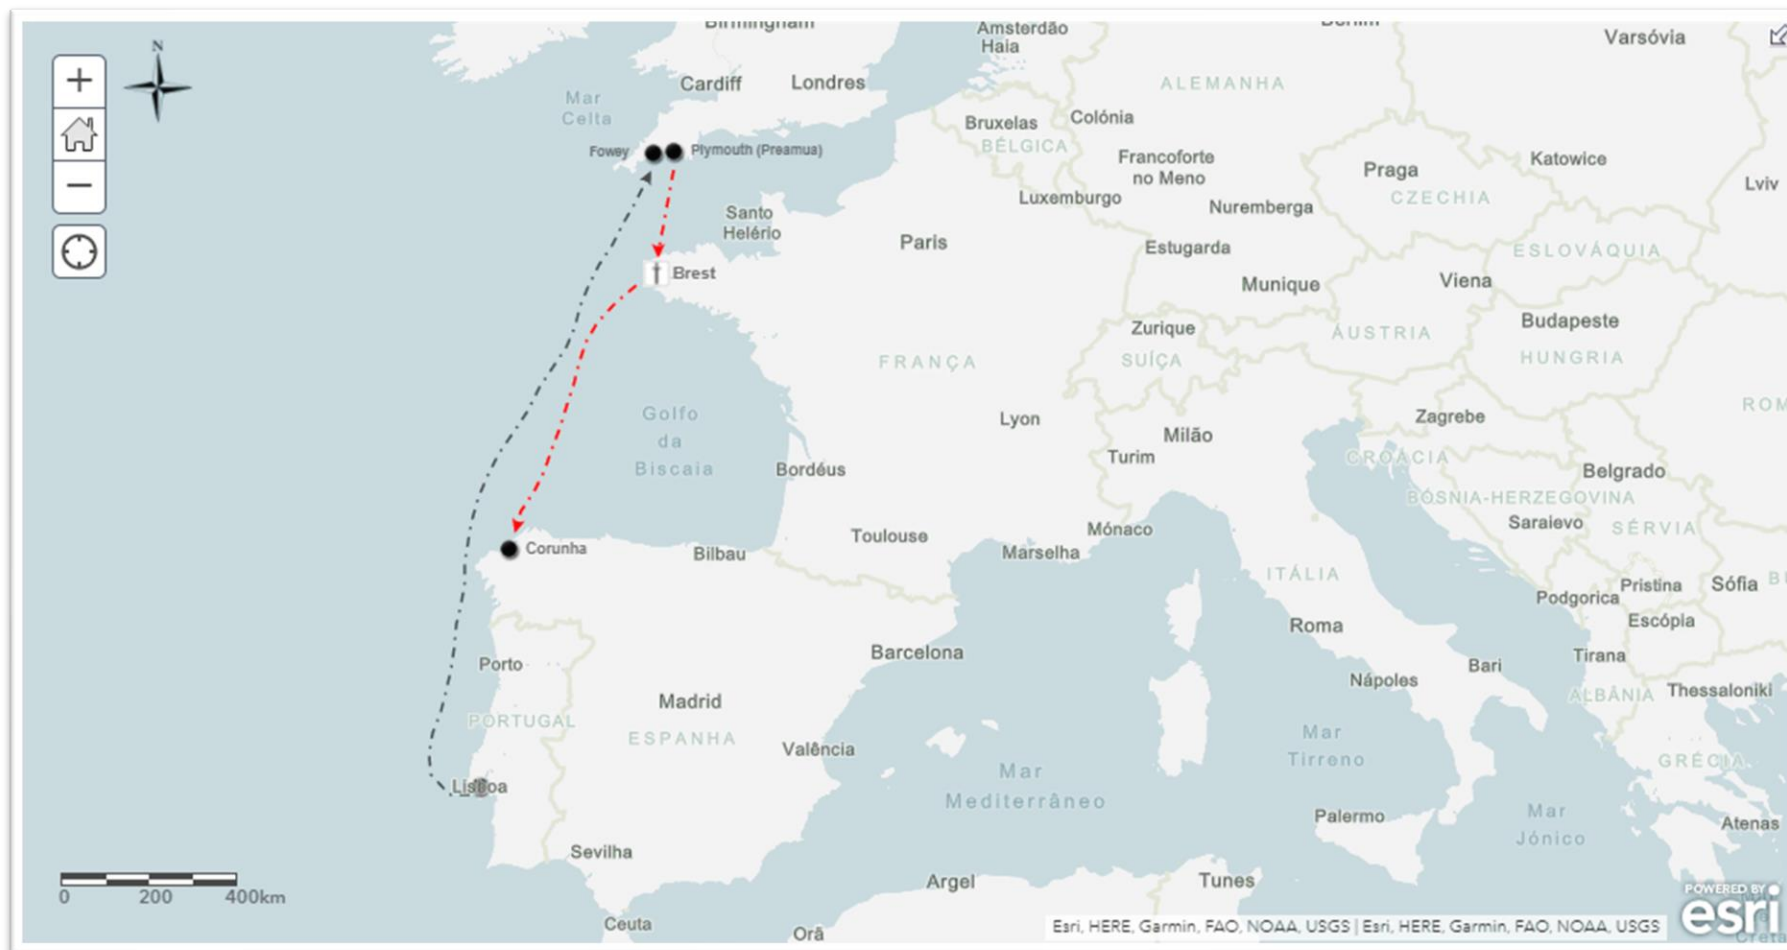 Birmingham
Amsterdão
Haia
Varsóvia
N
+
−
Cardiff
Londres
ALEMANHA
Mar
Celta
Bruxelas
BÉLGICA
Colónia
Fowey
Plymouth (Preamua)
Francoforte
no Meno
Praga
CZECHIA
Katowice
Lviv
Luxemburgo
Nuremberga
Santo
Helério
Paris
Estugarda
ESLOVÁQUIA
Brest
Munique
Viena
Zurique
ÁUSTRIA
Budapeste
HUNGRIA
SUÍÇA
FRANÇA
ROM
Golfo
da
Biscaia
Lyon
Milão
Zagrebe
Turim
CROÁCIA
Bordéus
Belgrado
BÓSNIA-HERZEGOVINA
Saraievo
SÉRVIA
Toulouse
Mónaco
Marselha
Corunha
Bilbau
ITÁLIA
Podgorica
Pristina
Sófia
Escópia
Roma
Barcelona
Tirana
Porto
Bari
Nápoles
ALBÂNIA
Thessaloniki
Madrid
PORTUGAL
ESPANHA
Valência
Mar
Tirreno
GRÉCIA
Mar
Mediterrâneo
Lisboa
Palermo
Mar
Jónico
Atenas
Sevilha
Argel
Tunes
0 200 400km
Ceuta
Orã
Esri, HERE, Garmin, FAO, NOAA, USGS | Esri, HERE, Garmin, FAO, NOAA, USGS
POWERED BY
esri